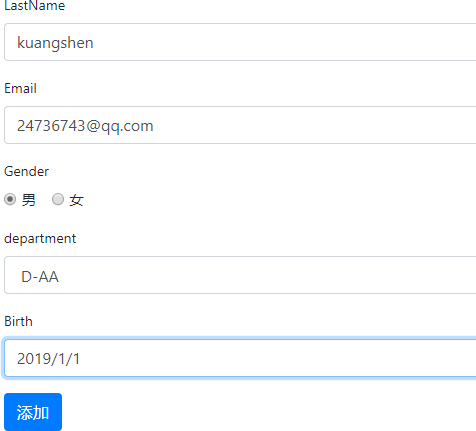 LastName
kuangshen
Email
24736743@qq.com
Gender
男 女
department
D-AA
Birth
2019/1/1
添加